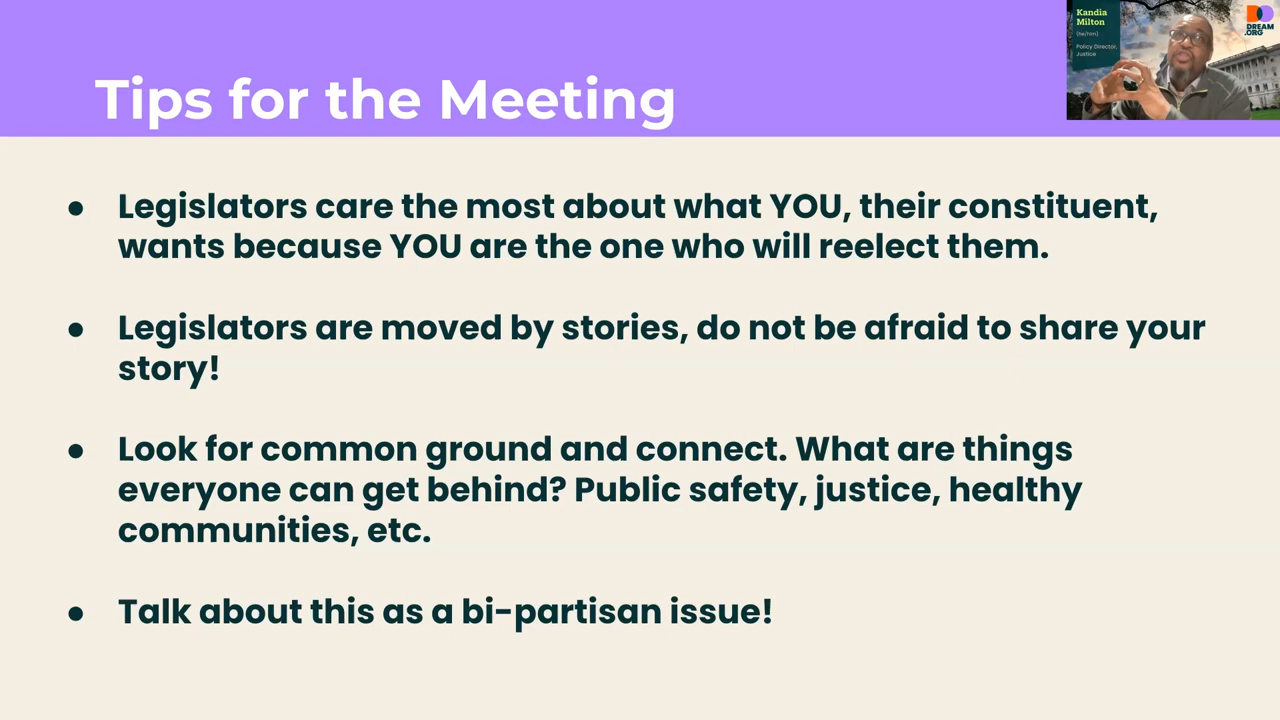 Tips for the Meeting
Kandia
Milton
(he/him)
Policy Director,
Justice
DREAM
.ORG
● Legislators care the most about what YOU, their constituent,
wants because YOU are the one who will reelect them.
● Legislators are moved by stories, do not be afraid to share your
story!
● Look for common ground and connect. What are things
everyone can get behind? Public safety, justice, healthy
communities, etc.
● Talk about this as a bi-partisan issue!